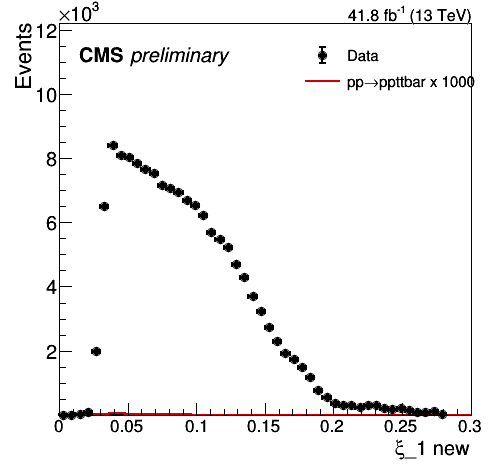 ×10³
41.8 fb⁻¹ (13 TeV)
Events
CMS preliminary
Data
pp→ppttbar x 1000
12
10
8
6
4
2
0 0.05 0.1 0.15 0.2 0.25 0.3
ξ_1 new